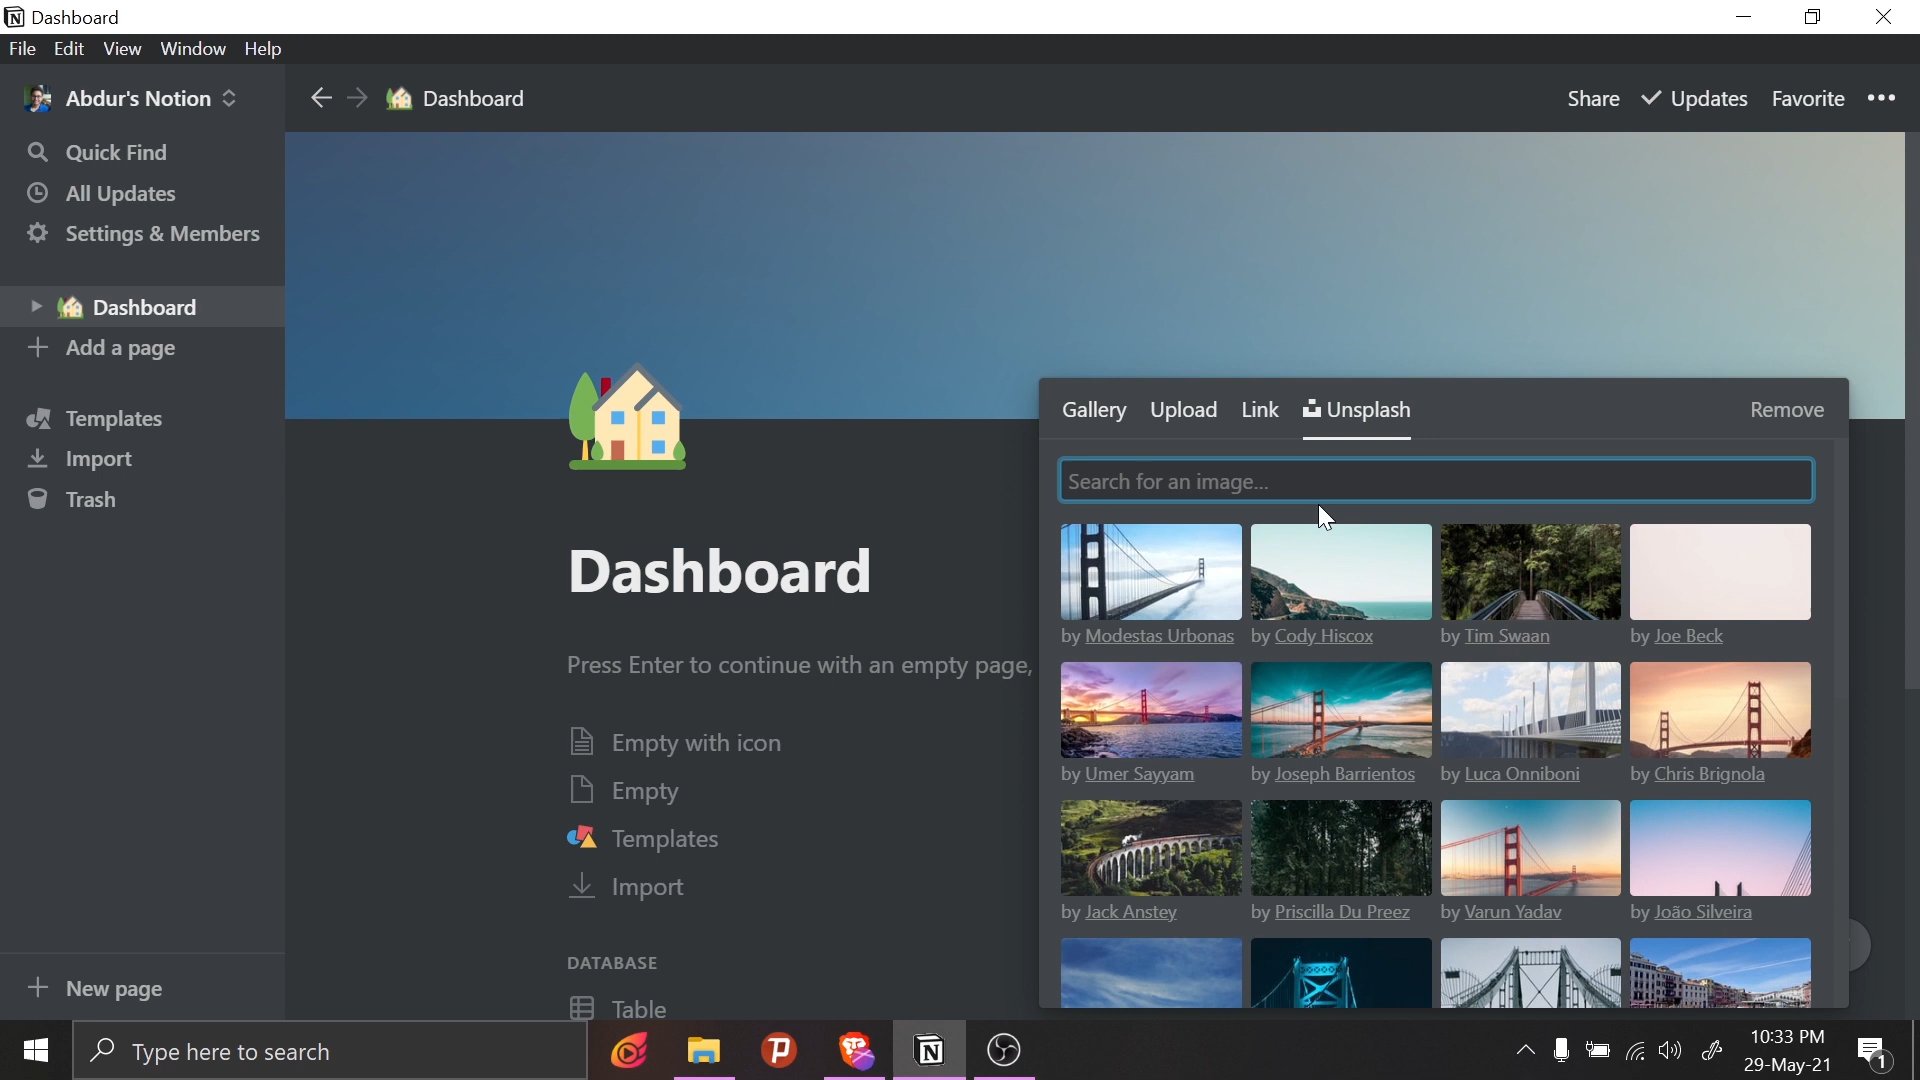 Dashboard
File Edit View Window Help
Abdur's Notion
Dashboard
Share Updates Favorite •••
Quick Find
All Updates
Settings & Members
Dashboard
Add a page
Templates
Import
Trash
New page
Dashboard
Press Enter to continue with an empty page,
Empty with icon
Empty
Templates
Import
DATABASE
Table
Gallery Upload Link Unsplash Remove
Search for an image...
by Modestas Urbonas by Cody Hiscox by Tim Swaan by Joe Beck
by Umer Sayyam by Joseph Barrientos by Luca Onniboni by Chris Brignola
by Jack Anstey by Priscilla Du Preez by Varun Yadav by João Silveira
Type here to search
10:33 PM
29-May-21
1